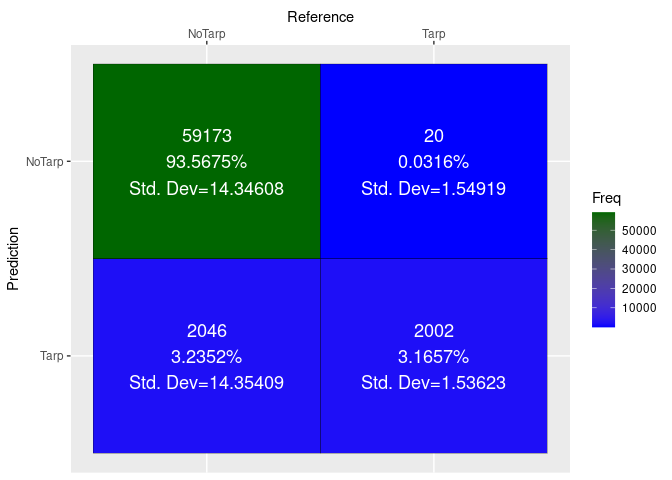 Reference
NoTarp
Tarp
59173
93.5675%
Std. Dev=14.34608
20
0.0316%
Std. Dev=1.54919
NoTarp
Prediction
2046
3.2352%
Std. Dev=14.35409
2002
3.1657%
Std. Dev=1.53623
Tarp
Freq
50000
40000
30000
20000
10000